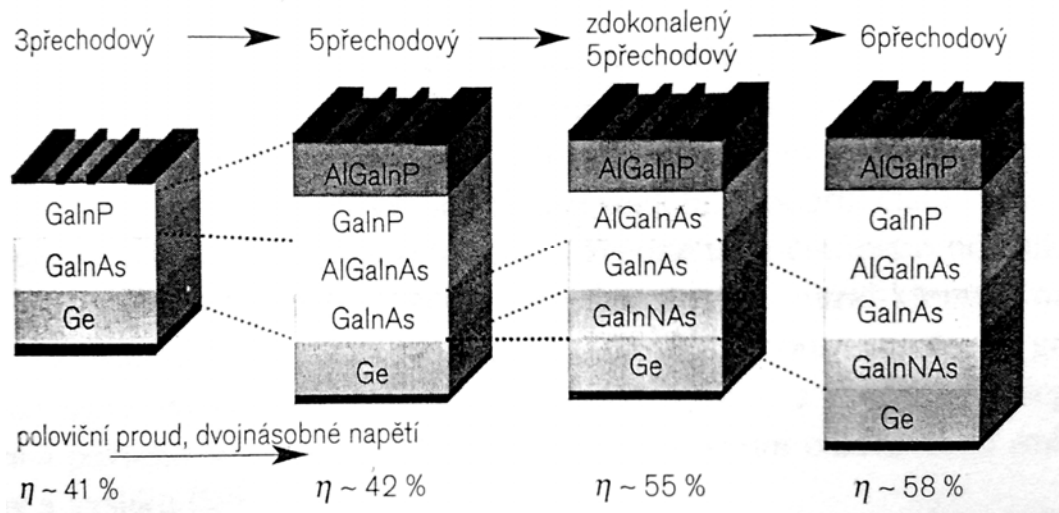 3přechodový
5přechodový
zdokonalený
5přechodový
6přechodový
GaInP
GaInAs
Ge
AlGaInP
GaInP
AlGaInAs
GaInAs
Ge
AlGaInP
AlGaInAs
GaInAs
GaInNAs
Ge
AlGaInP
GaInP
AlGaInAs
GaInAs
GaInNAs
Ge
poloviční proud, dvojnásobné napětí
η ~ 41 %
η ~ 42 %
η ~ 55 %
η ~ 58 %